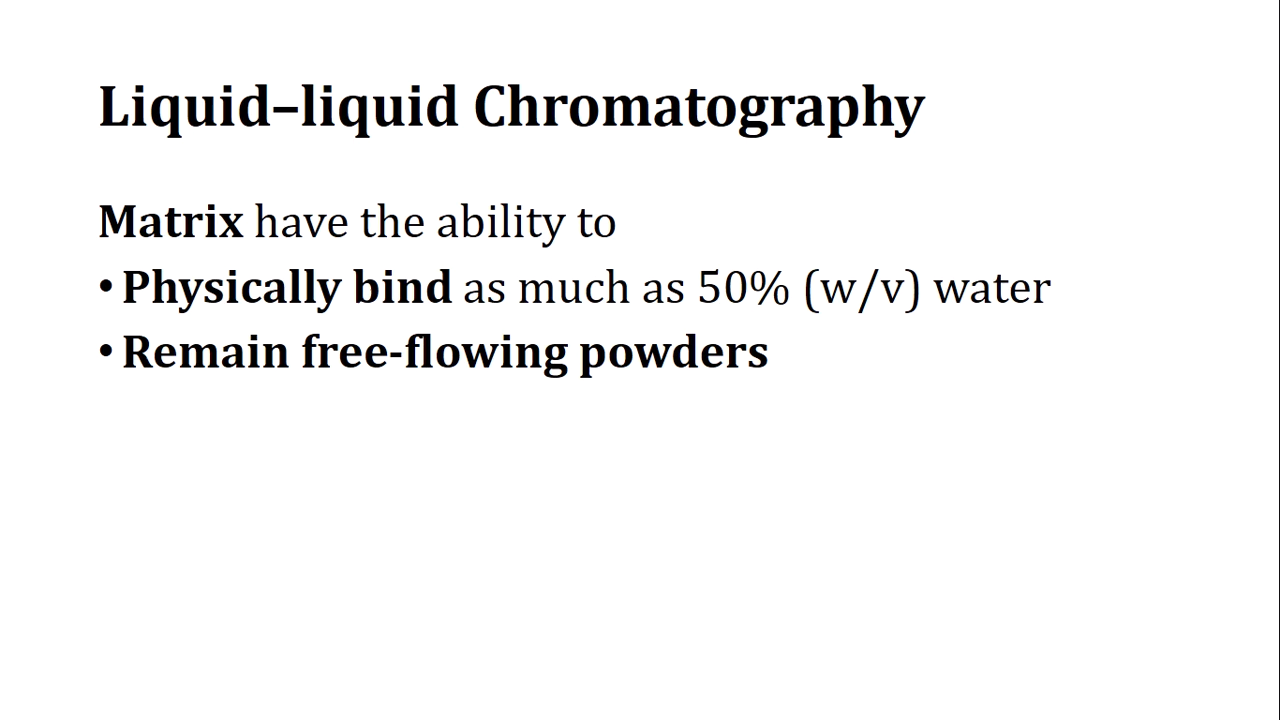 Liquid–liquid Chromatography
Matrix have the ability to
• Physically bind as much as 50% (w/v) water
• Remain free-flowing powders